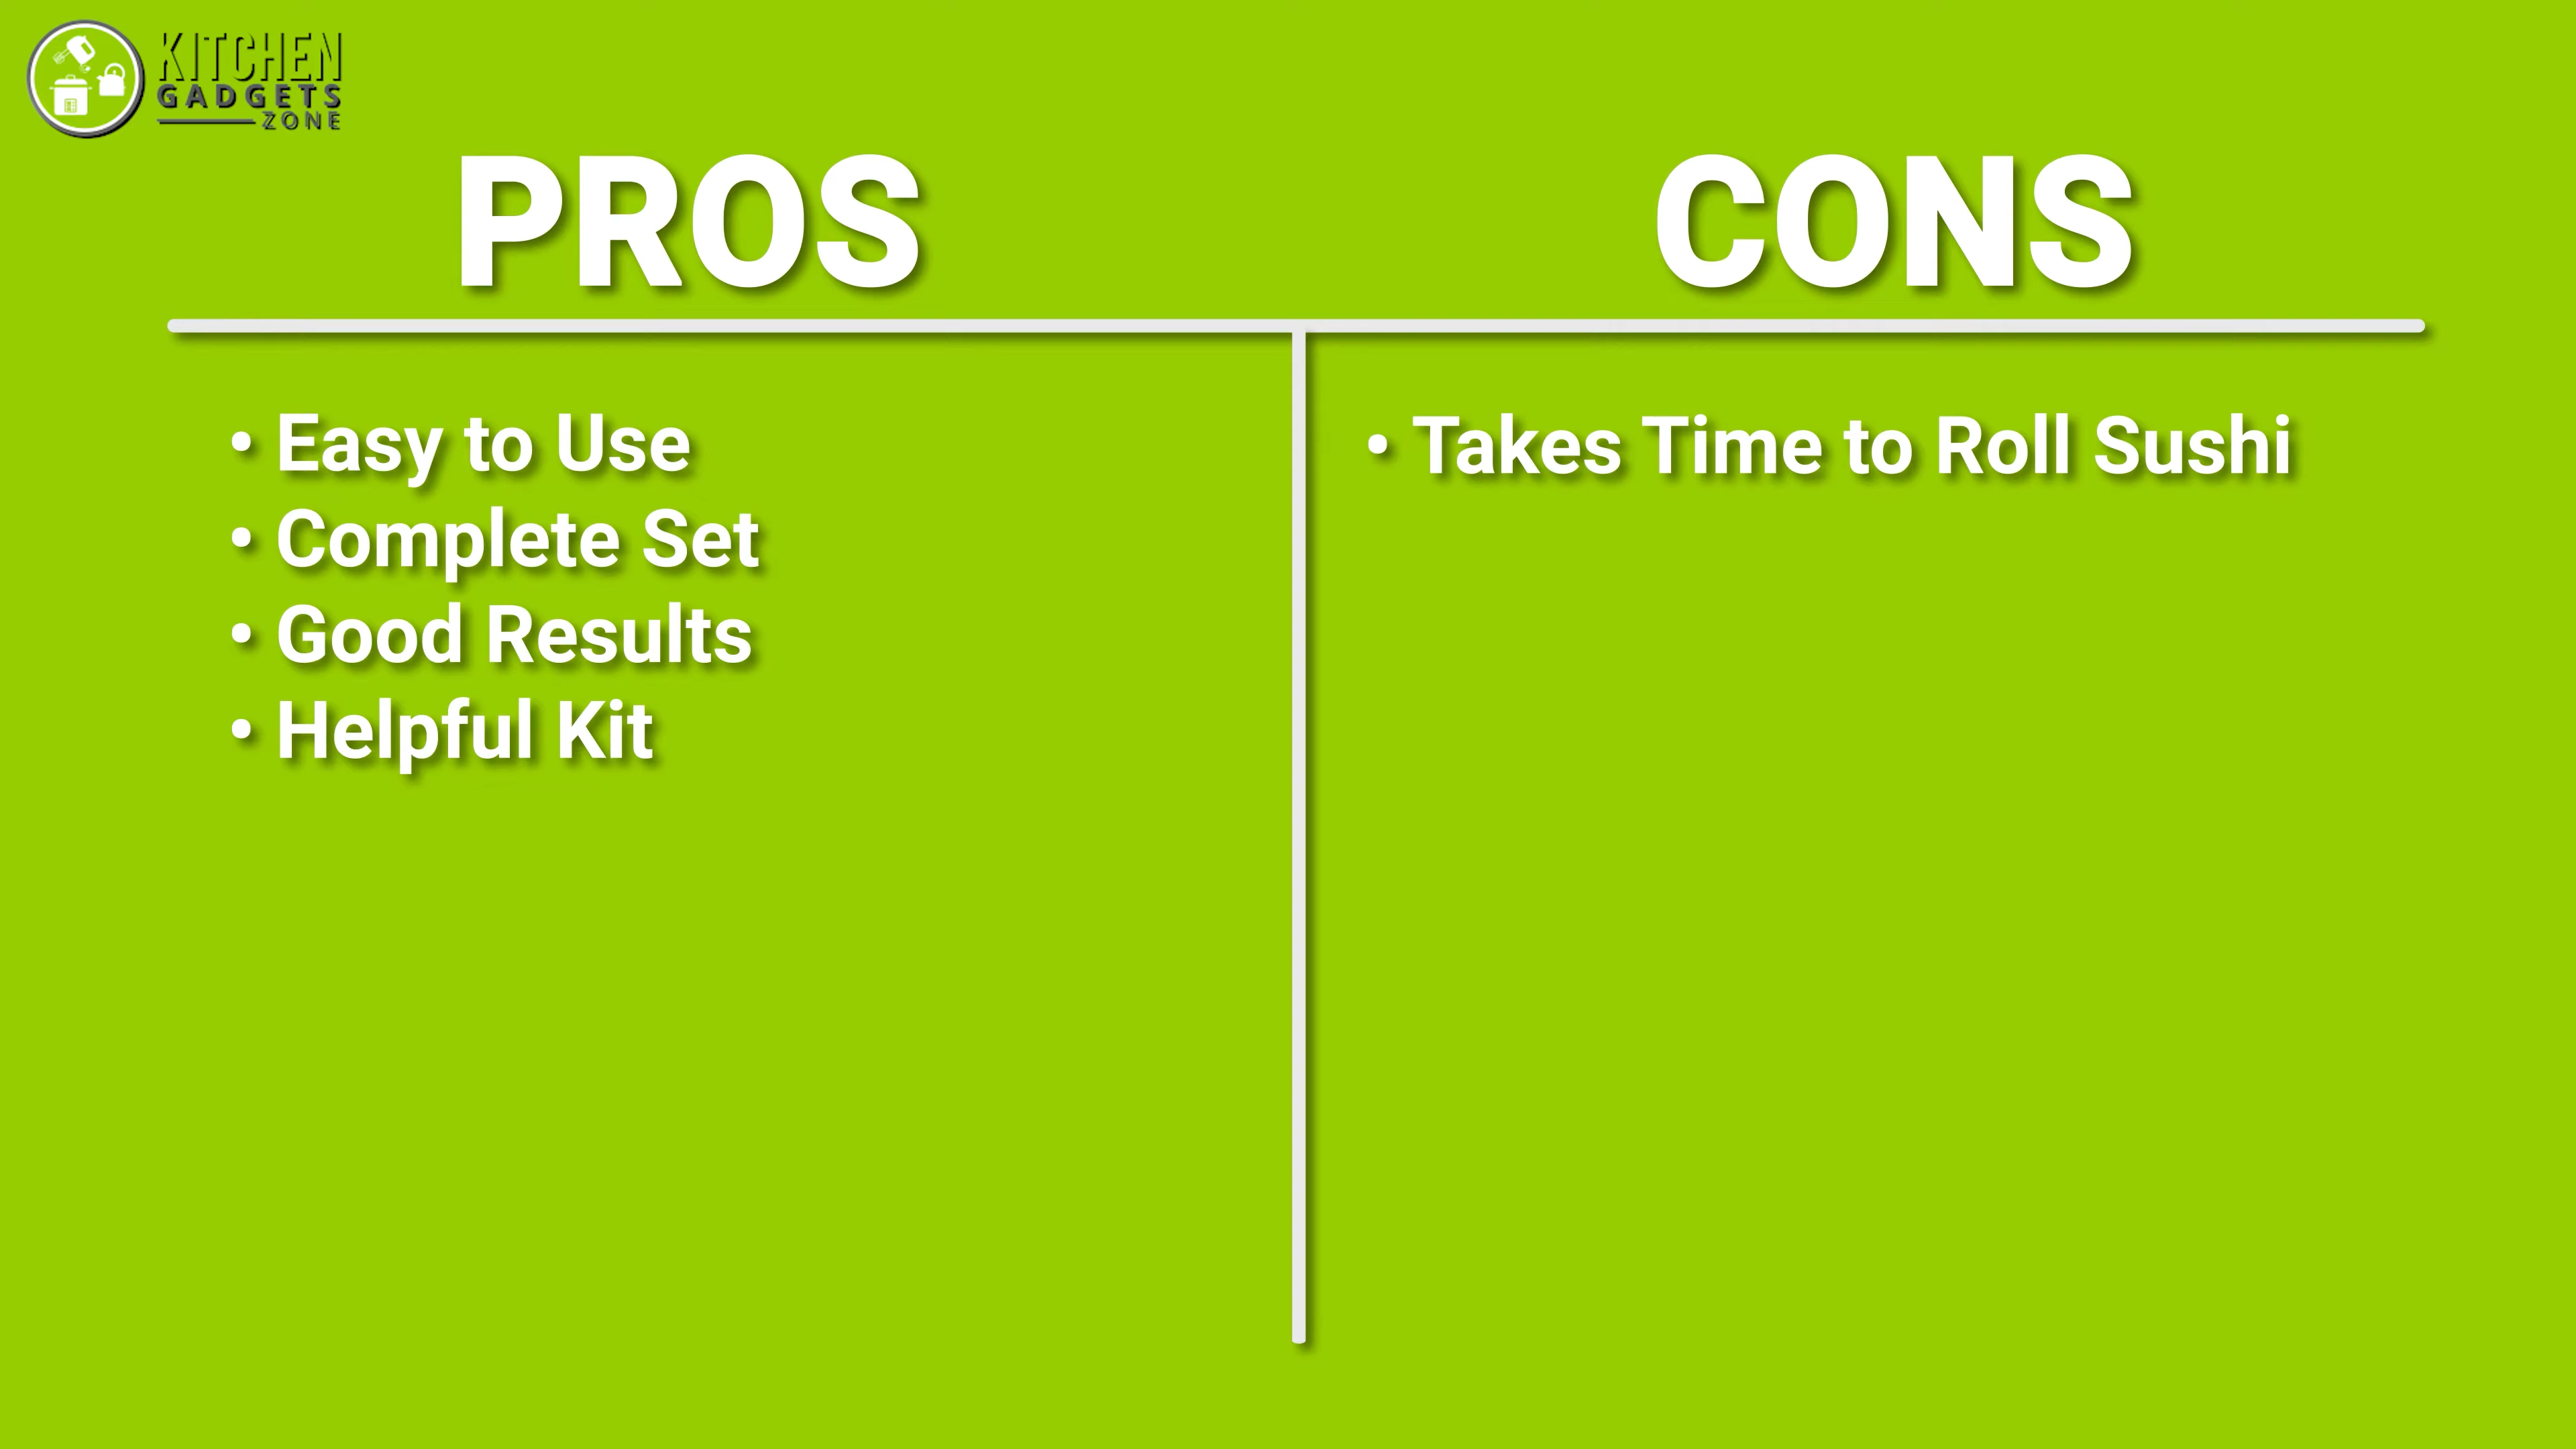 KITCHEN
GADGETS
ZONE
PROS
CONS
• Easy to Use
• Complete Set
• Good Results
• Helpful Kit
• Takes Time to Roll Sushi